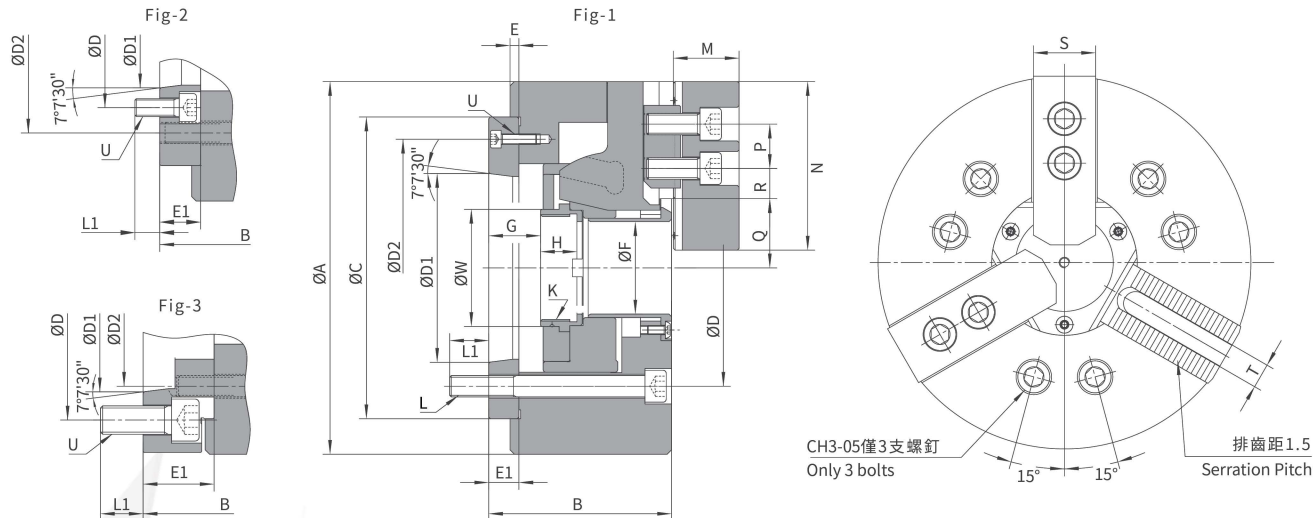 Fig-2
ØD2
ØD
ØD1
7°7'30"
U
E1
L1
B
Fig-3
ØD
ØD1
ØD2
7°7'30"
U
E1
L1
B
Fig-1
E
M
U
7°7'30"
P
R
N
Q
G
H
ØA
ØC
ØD2
ØD1
ØW
ØF
K
ØD
L1
L
E1
B
S
T
CH3-05僅3支螺釘
Only 3 bolts
15°
15°
排齒距1.5
Serration Pitch